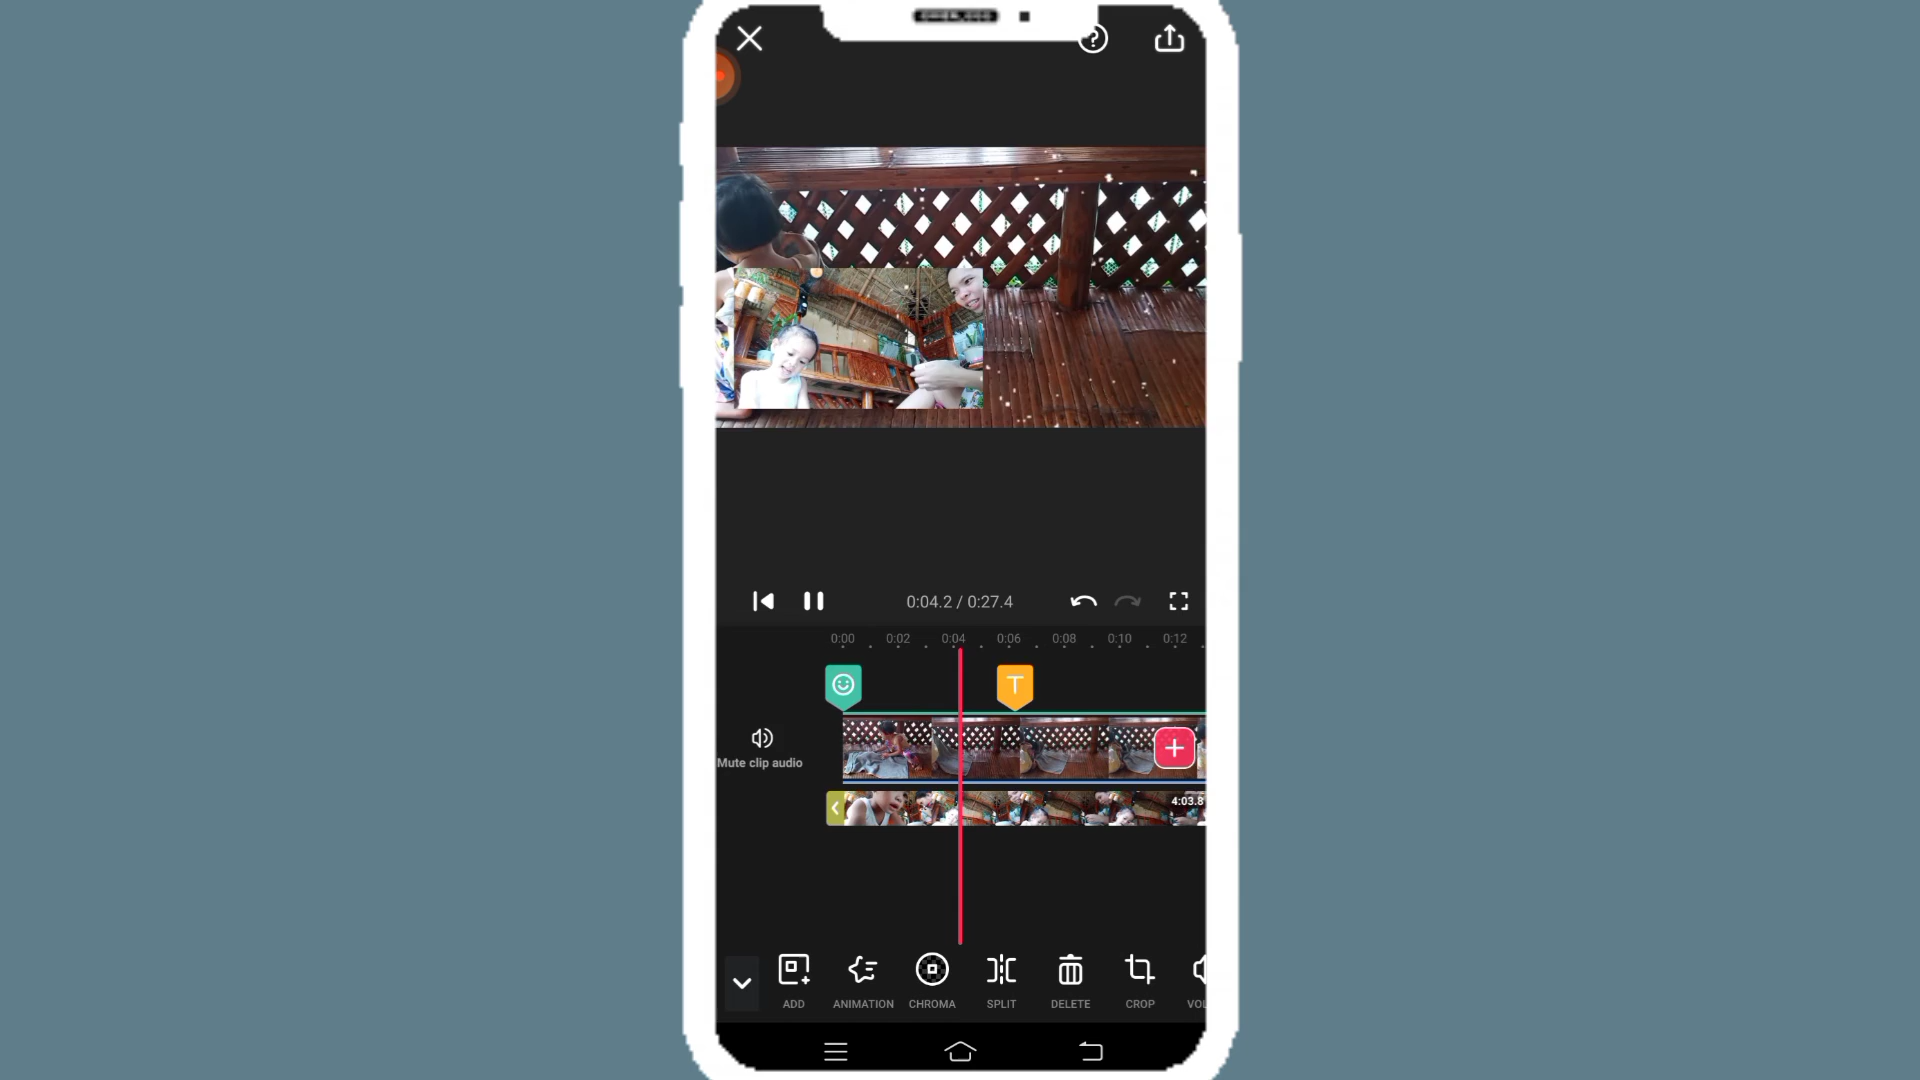 ?
0:04.2 / 0:27.4
0:00 0:02 0:04 0:06 0:08 0:10 0:12
T
Mute clip audio
4:03.8
ADD ANIMATION CHROMA SPLIT DELETE CROP